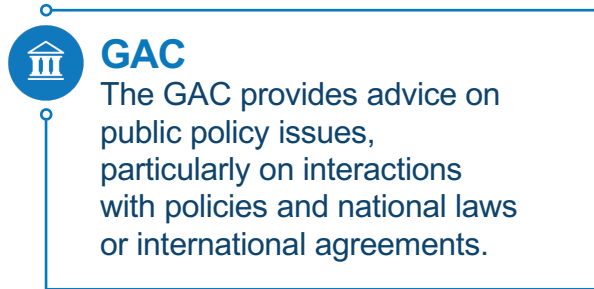 GAC
The GAC provides advice on
public policy issues,
particularly on interactions
with policies and national laws
or international agreements.